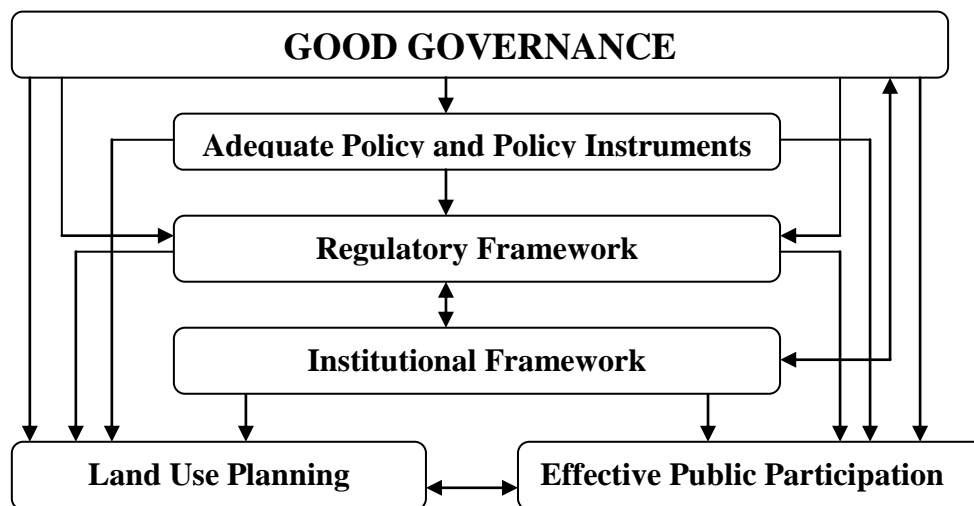 GOOD GOVERNANCE
Adequate Policy and Policy Instruments
Regulatory Framework
Institutional Framework
Land Use Planning
Effective Public Participation